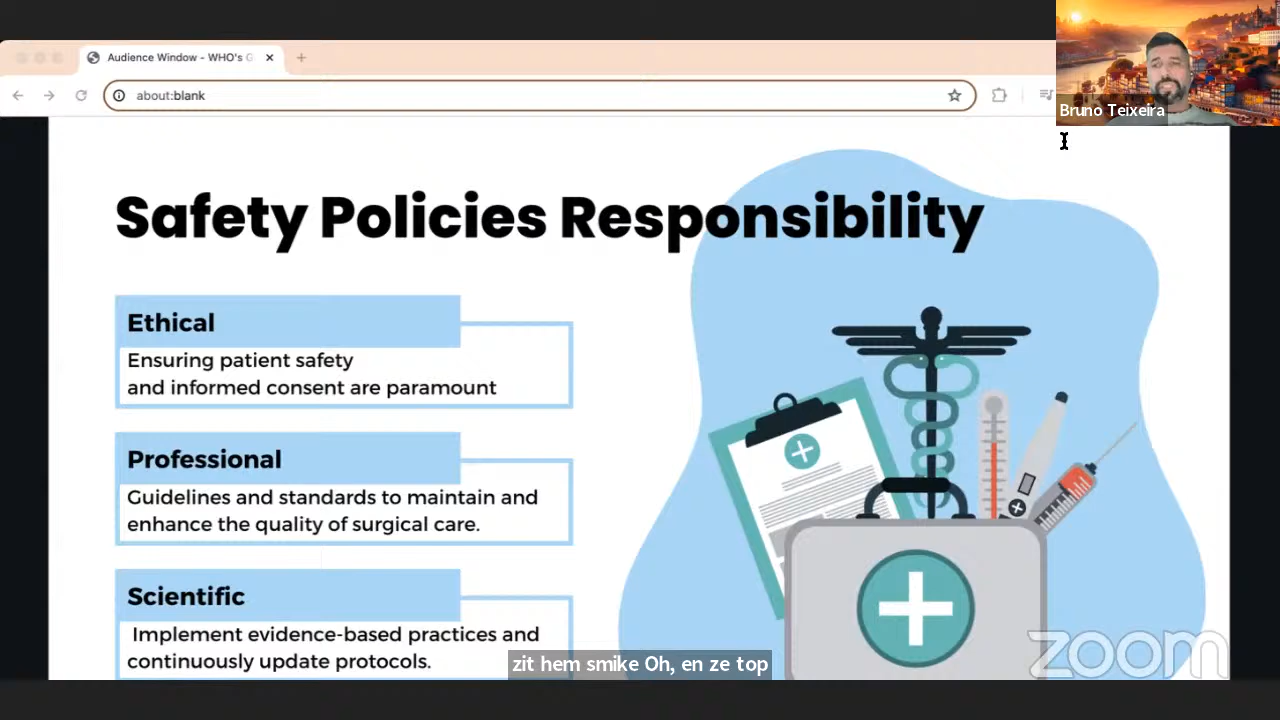 Audience Window - WHO's G
about:blank
Bruno Teixeira
Safety Policies Responsibility
Ethical
Ensuring patient safety
and informed consent are paramount
Professional
Guidelines and standards to maintain and
enhance the quality of surgical care.
Scientific
Implement evidence-based practices and
continuously update protocols.
zit hem smike Oh, en ze top
zoom